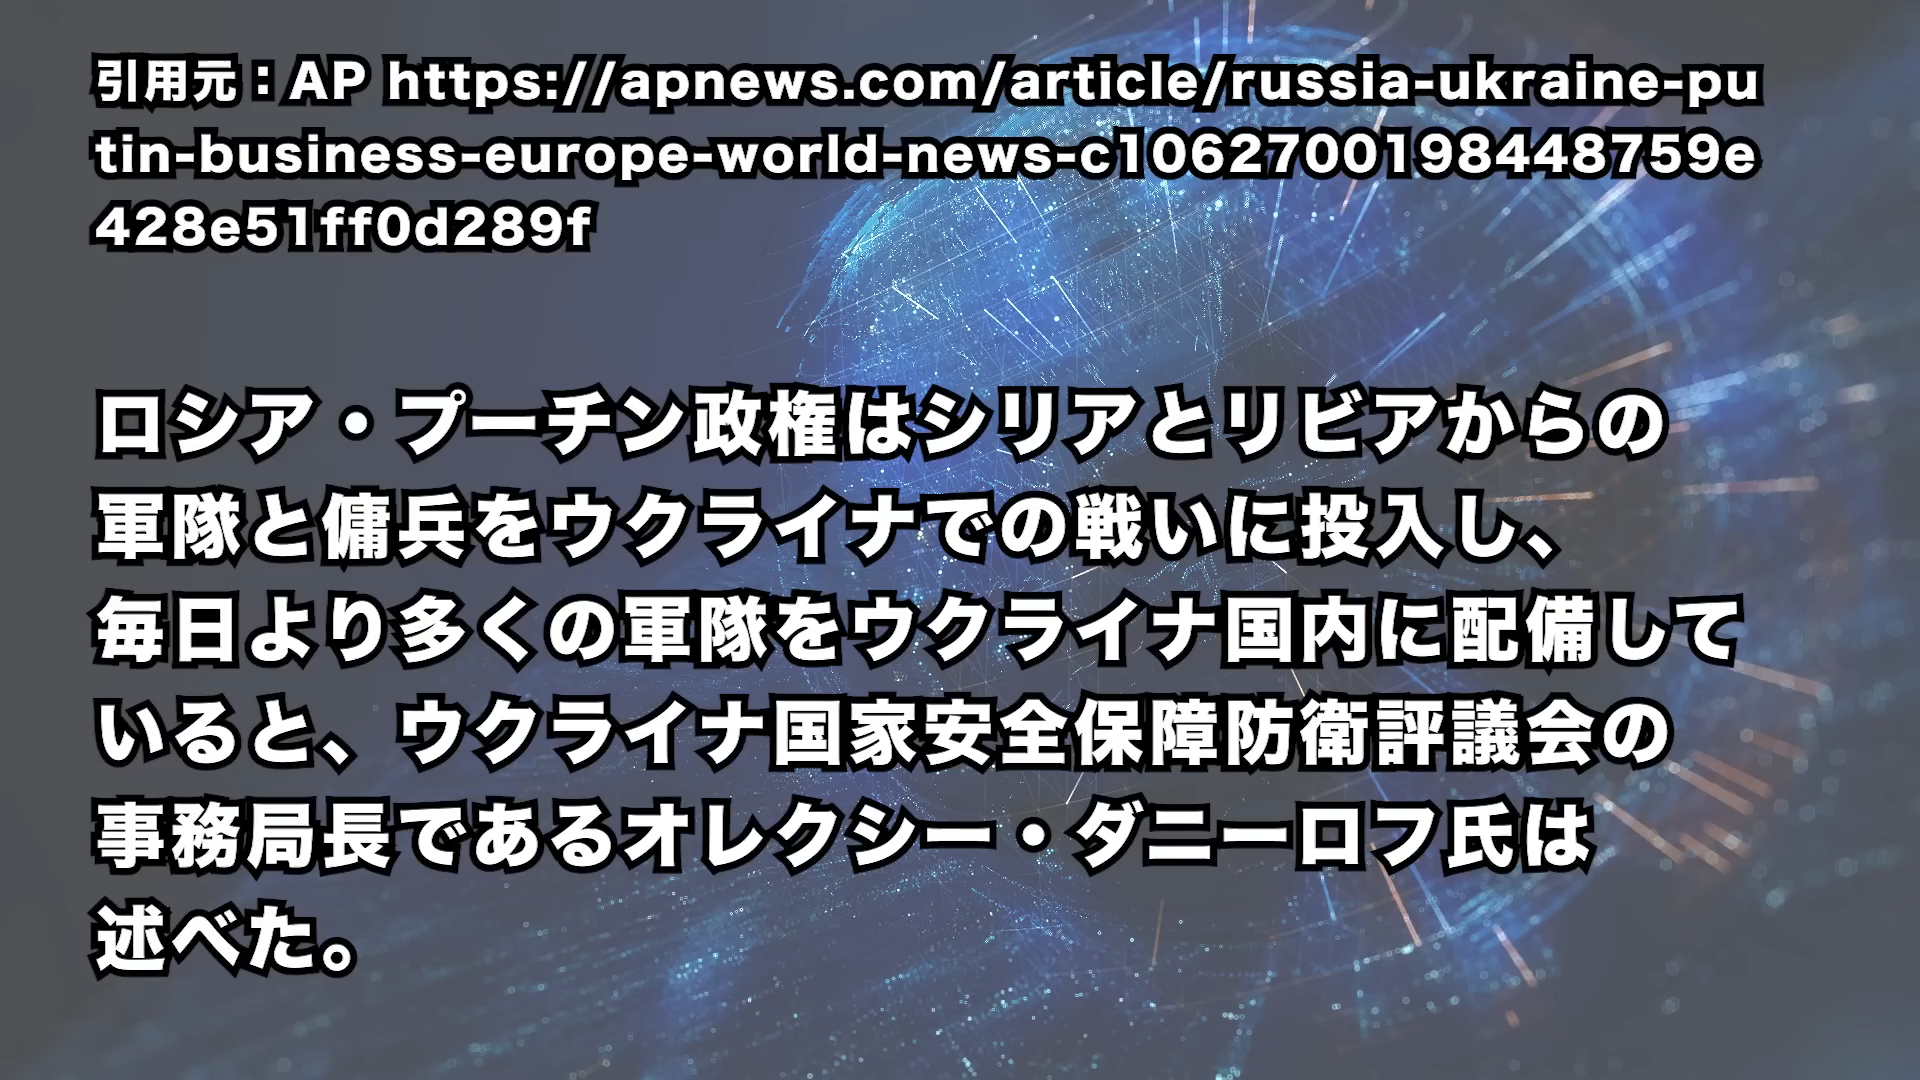 引用元：AP https://apnews.com/article/russia-ukraine-pu
tin-business-europe-world-news-c1062700198448759e
428e51ff0d289f
ロシア・プーチン政権はシリアとリビアからの
軍隊と傭兵をウクライナでの戦いに投入し、
毎日より多くの軍隊をウクライナ国内に配備して
いると、ウクライナ国家安全保障防衛評議会の
事務局長であるオレクシー・ダニーロフ氏は
述べた。